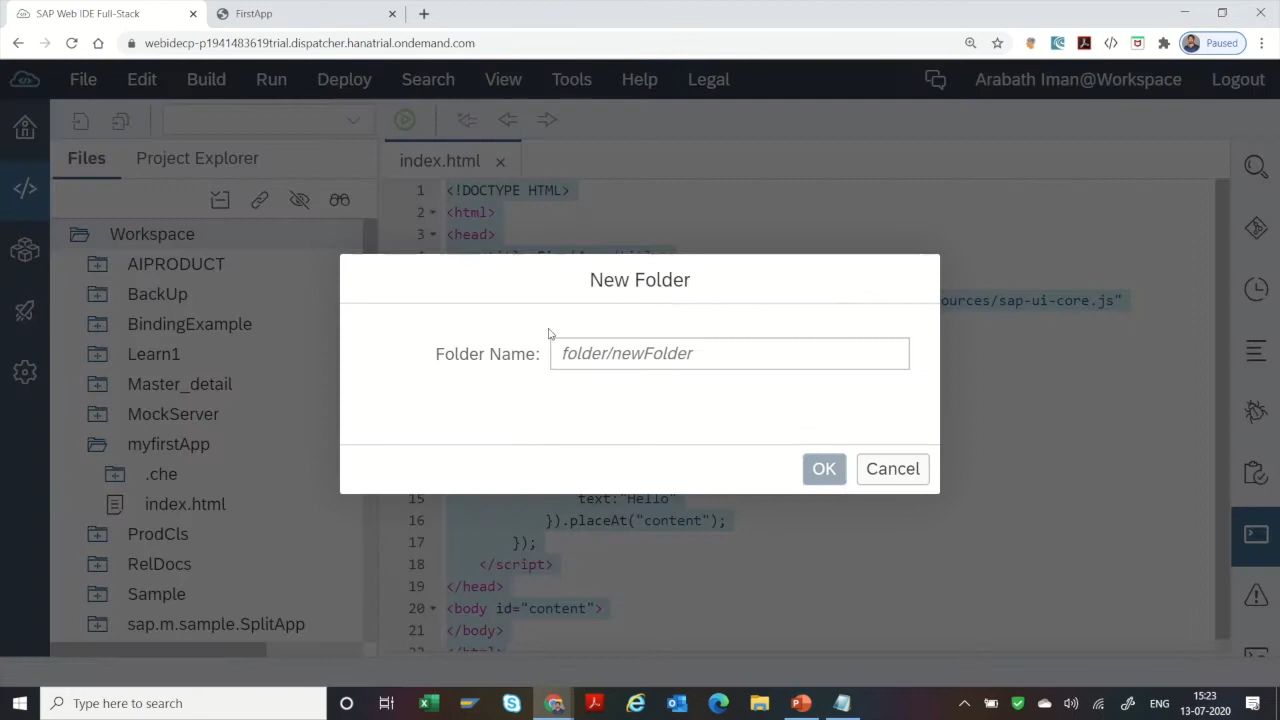 SAP Web IDE Full-Stack
FirstApp
webidecp-p1941483619trial.dispatcher.hanatrial.ondemand.com
Paused
File Edit Build Run Deploy Search View Tools Help Legal
Arabath Iman@Workspace Logout
Files Project Explorer
index.html
Workspace
AIPRODUCT
BackUp
BindingExample
Learn1
Master_detail
MockServer
myfirstApp
.che
index.html
ProdCls
RelDocs
Sample
sap.m.sample.SplitApp
1 <!DOCTYPE HTML>
2 <html>
3 <head>
ources/sap-ui-core.js"
New Folder
Folder Name: folder/newFolder
OK Cancel
15 text:"Hello"
16 }).placeAt("content");
17 });
18 </script>
19 </head>
20 <body id="content">
21 </body>
Type here to search
ENG
15:23
13-07-2020